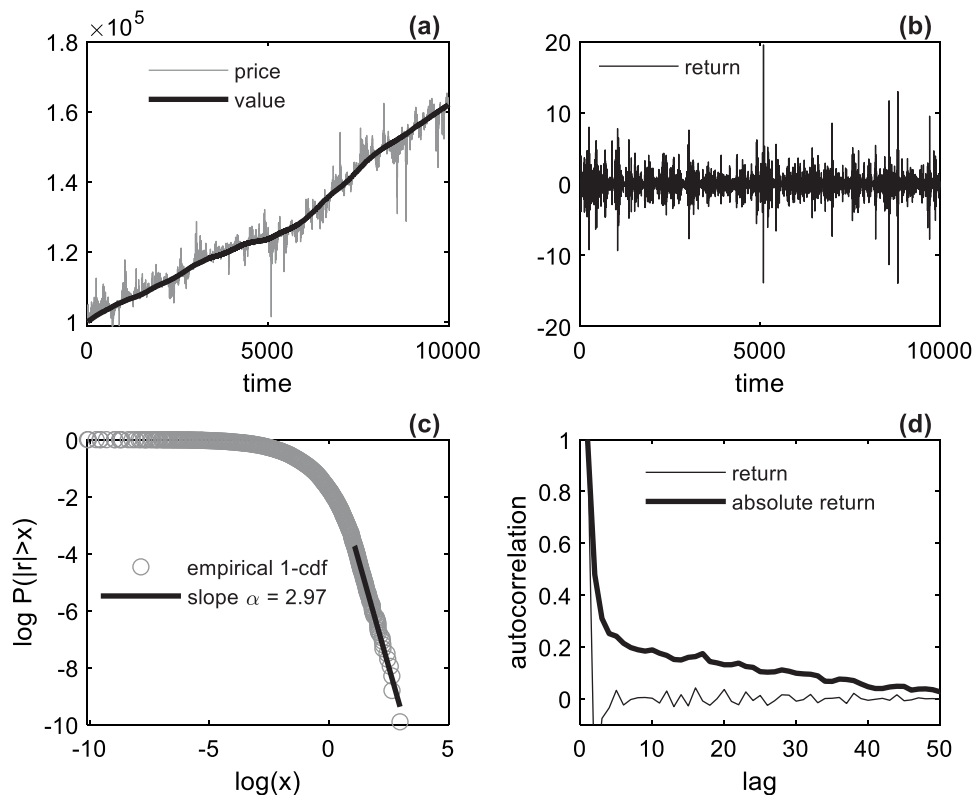 ×10^5
(a)
1.8
price
value
1.6
1.4
1.2
1
0
5000
10000
time
(b)
20
return
10
0
-10
-20
0
5000
10000
time
(c)
0
-2
-4
-6
-8
-10
log P(|r|>x)
empirical 1-cdf
slope α = 2.97
-10
-5
0
5
log(x)
(d)
1
0.8
0.6
0.4
0.2
0
autocorrelation
return
absolute return
0
10
20
30
40
50
lag